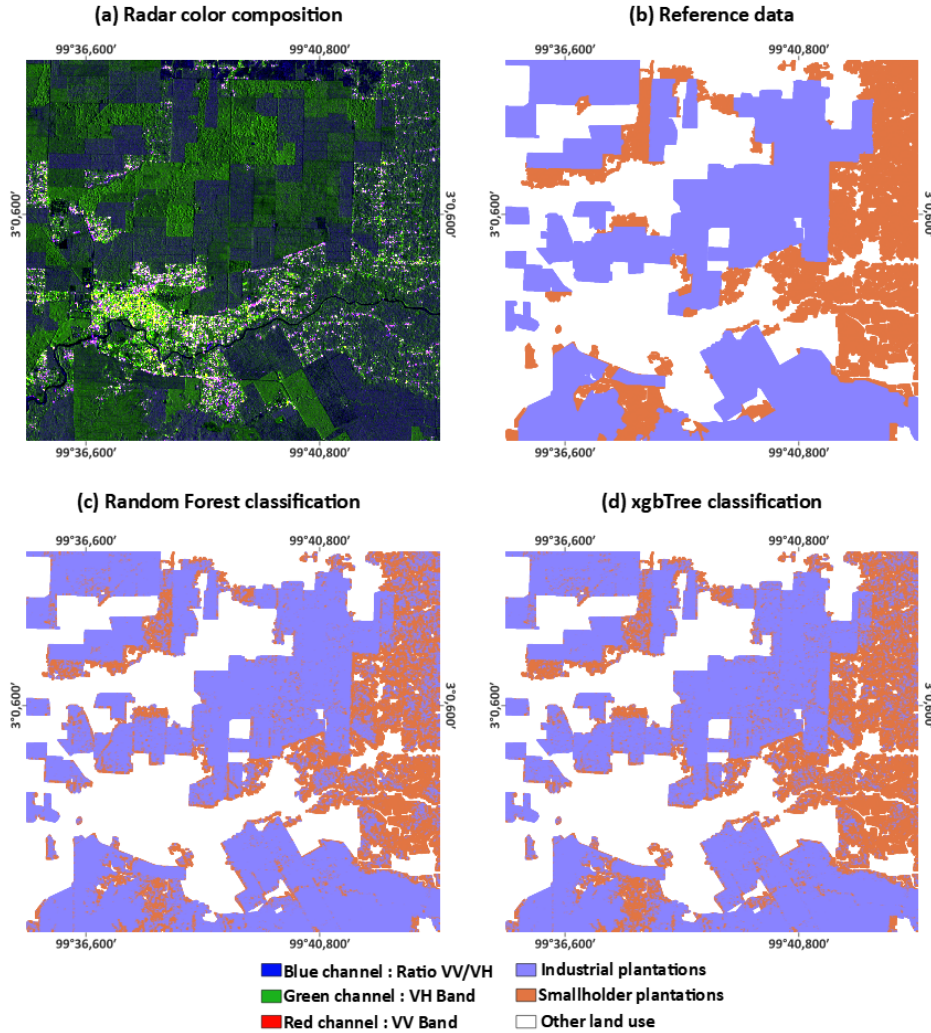 (a) Radar color composition
(b) Reference data
99°36,600′ 99°40,800′
99°36,600′ 99°40,800′
3°0,600′
3°0,600′
3°0,600′
99°36,600′ 99°40,800′
99°36,600′ 99°40,800′
(c) Random Forest classification
(d) xgbTree classification
99°36,600′ 99°40,800′
99°36,600′ 99°40,800′
3°0,600′
3°0,600′
3°0,600′
99°36,600′ 99°40,800′
99°36,600′ 99°40,800′
Blue channel : Ratio VV/VH
Green channel : VH Band
Red channel : VV Band
Industrial plantations
Smallholder plantations
Other land use